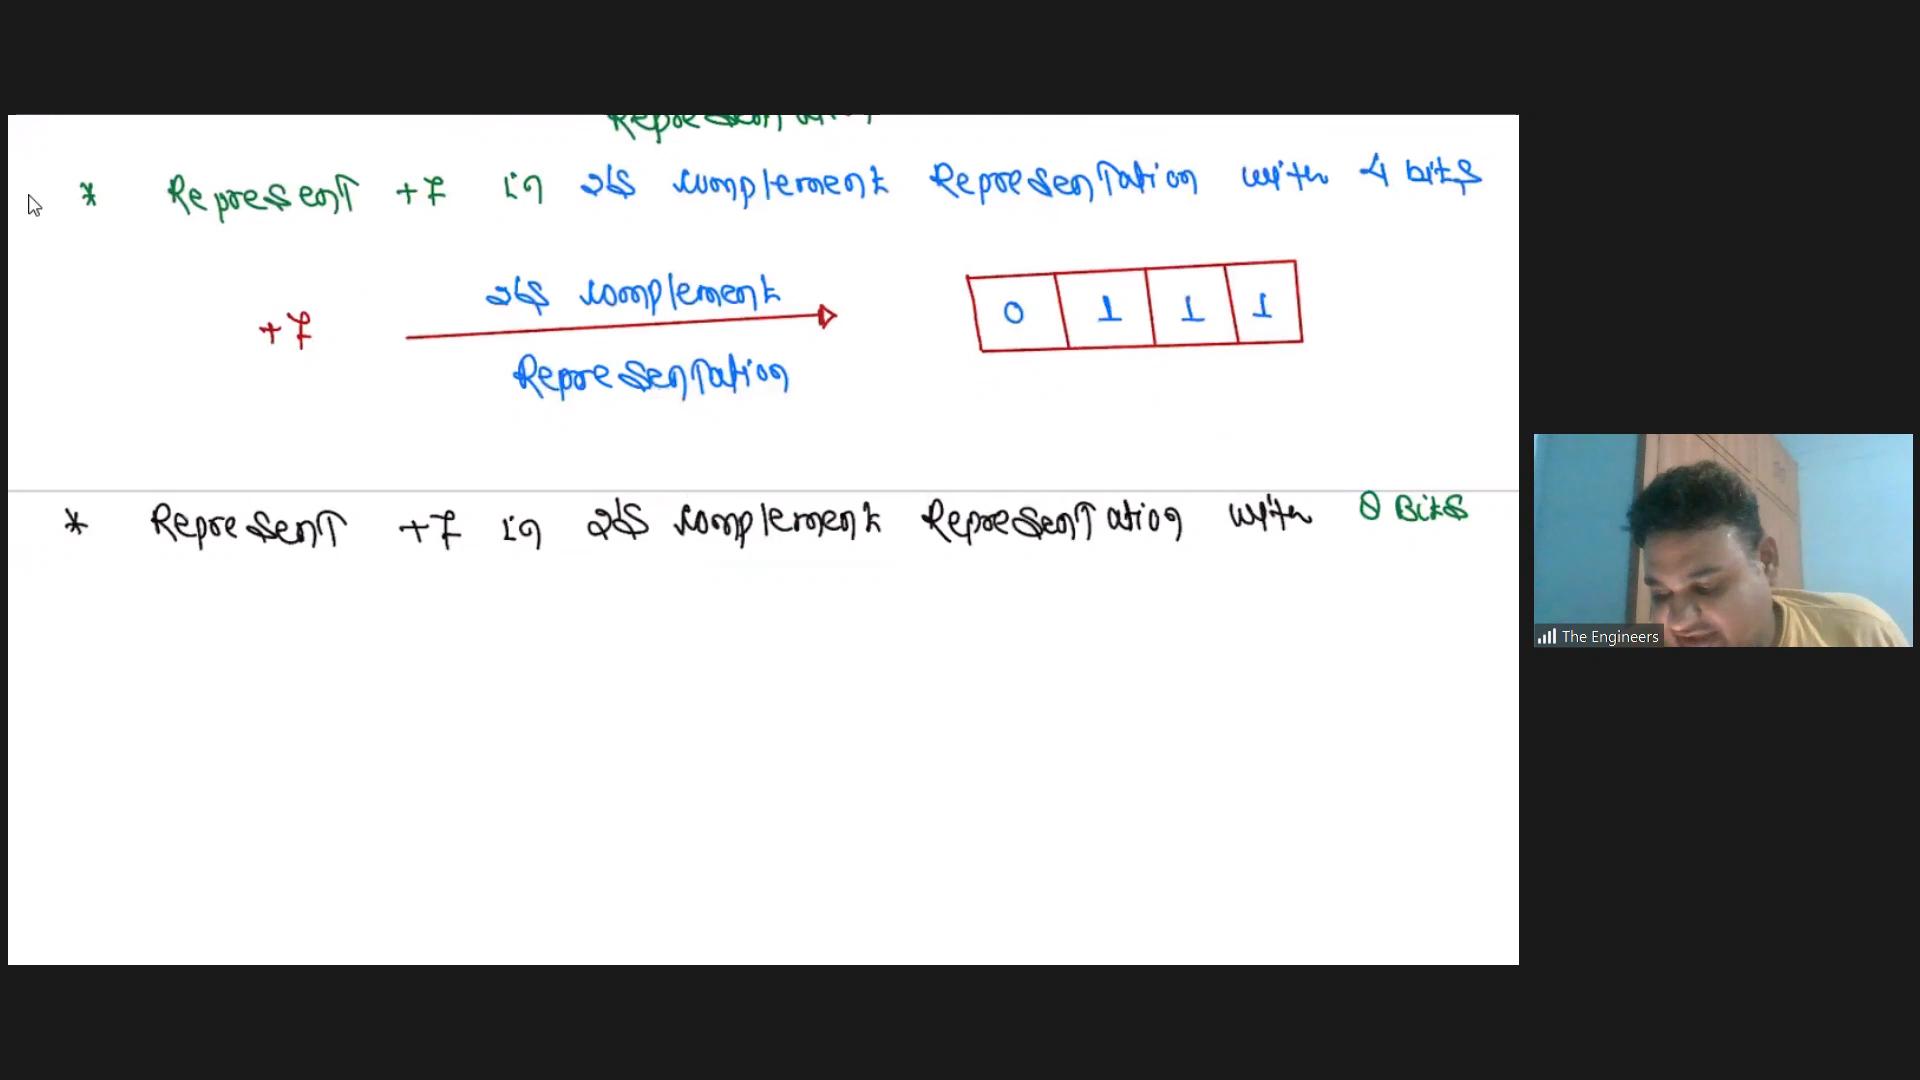 Representation
* Represent +7 in 2's complement Representation with 4 bits
+7 2's complement Representation 0 1 1 1
* Represent +7 in 2's complement Representation with 8 Bits
The Engineers